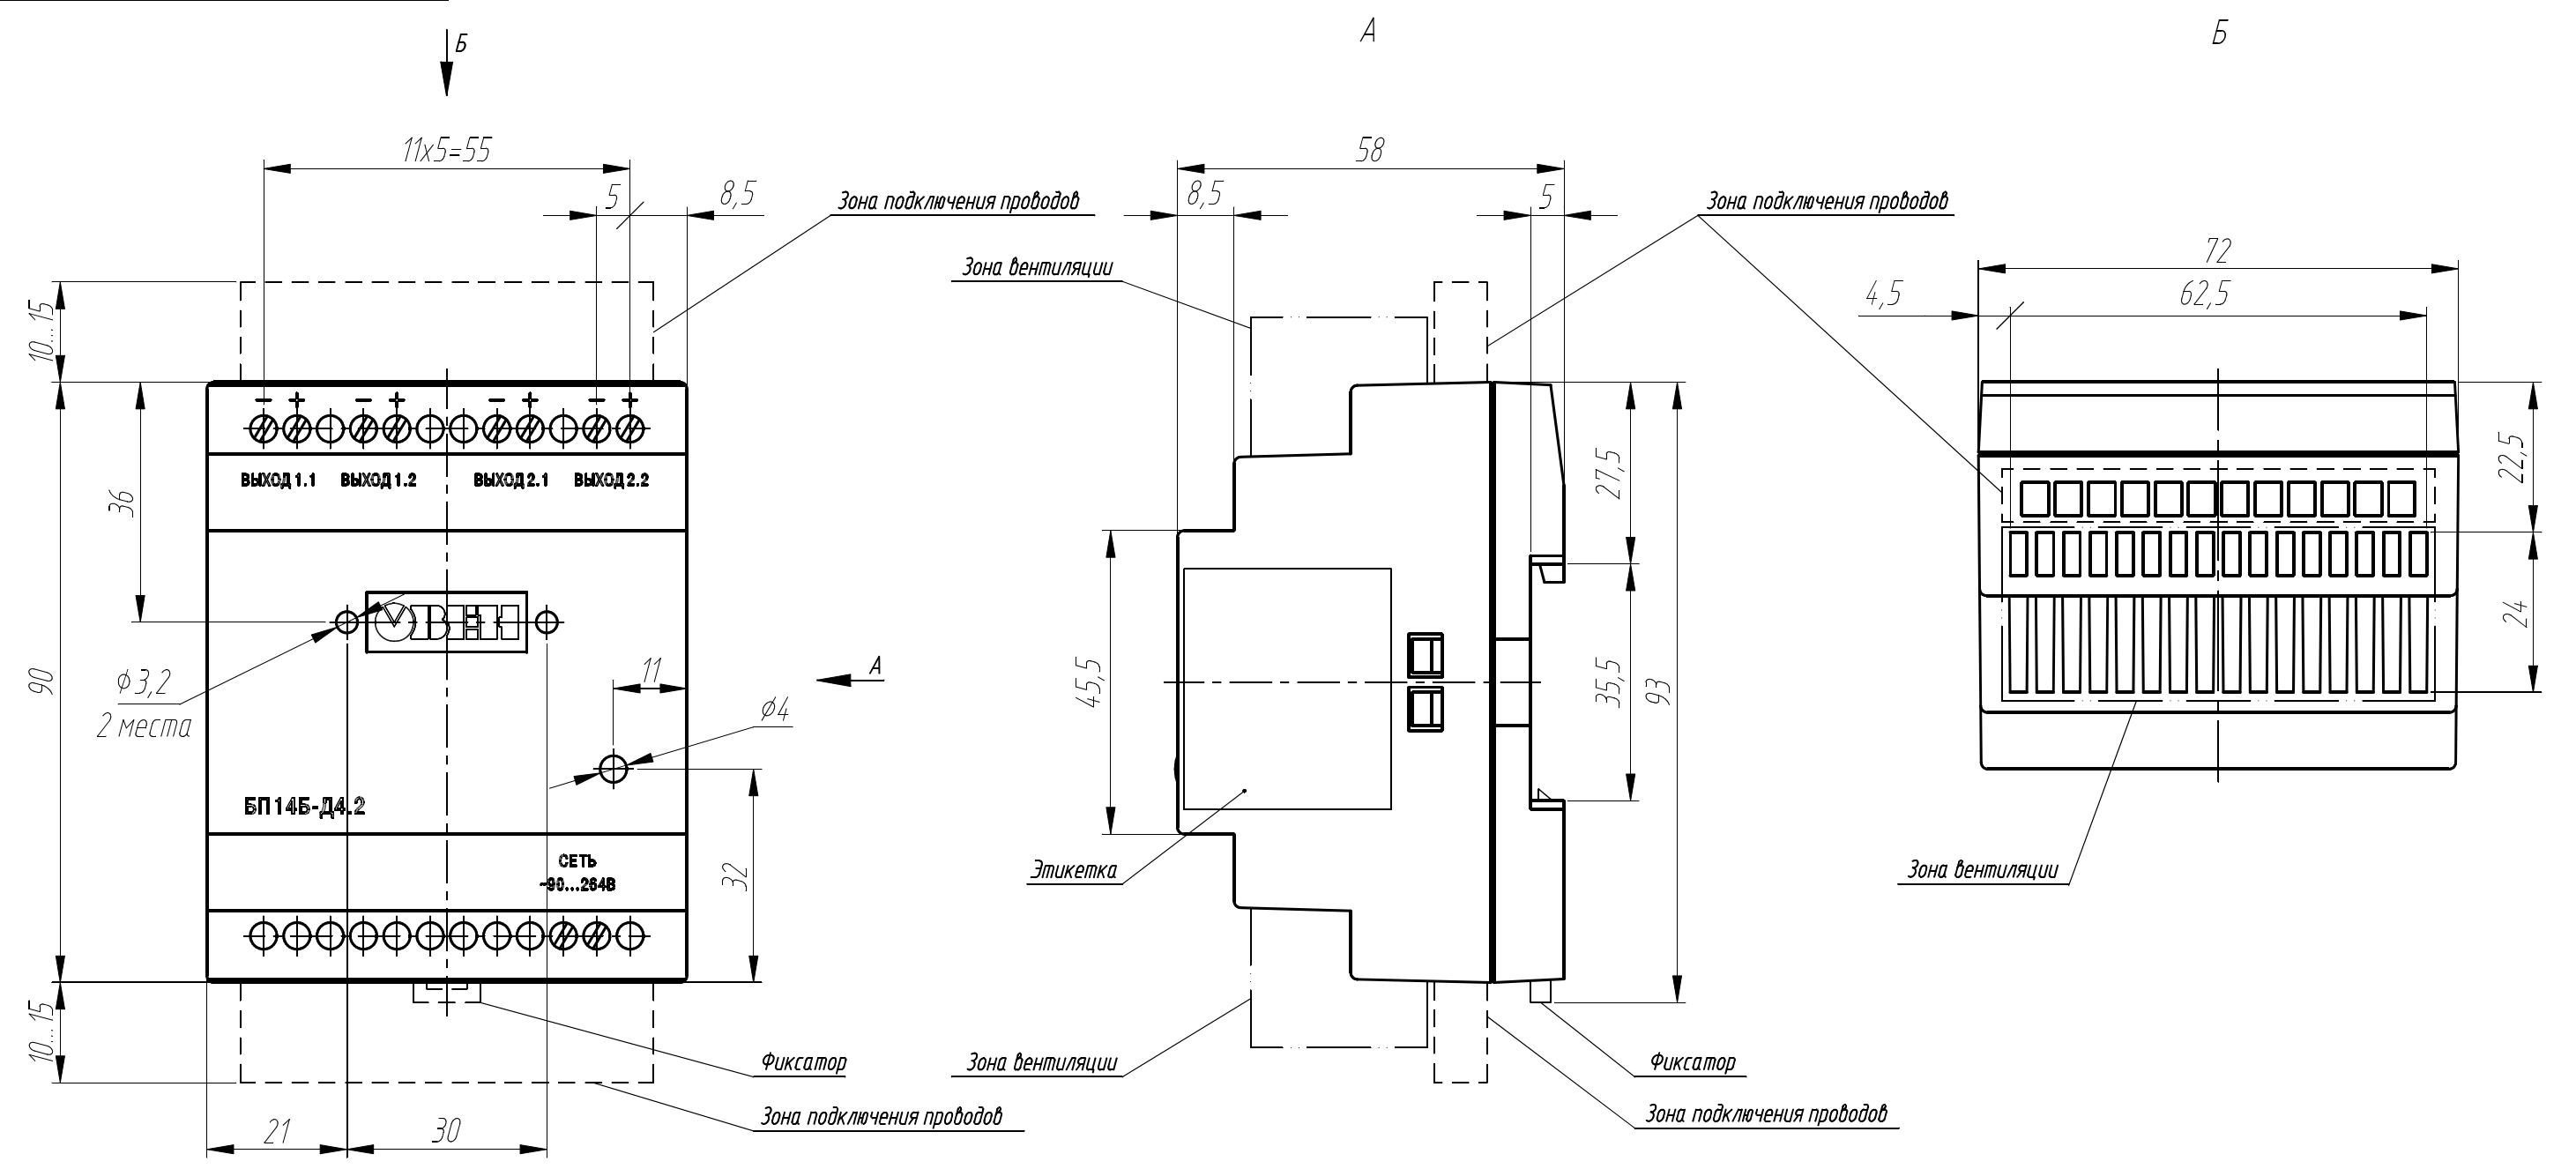 Б
11х5=55
5
8,5
Зона подключения проводов
10...15
36
90
– + – + – + – +
ВЫХОД 1.1 ВЫХОД 1.2 ВЫХОД 2.1 ВЫХОД 2.2
ОВЕН
ϕ3,2
2 места
11
ϕ4
А
БП14Б-Д4.2
32
СЕТЬ
~90...264В
10...15
Фиксатор
Зона подключения проводов
21
30
А
58
8,5
5
Зона вентиляции
Зона подключения проводов
27,5
45,5
35,5
93
Этикетка
Зона вентиляции
Фиксатор
Зона подключения проводов
Б
72
4,5
62,5
22,5
24
Зона вентиляции